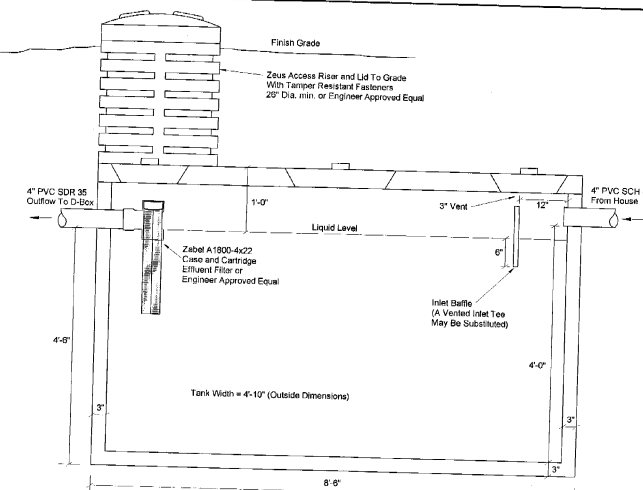 Finish Grade
Zeus Access Riser and Lid To Grade
With Tamper Resistant Fasteners
26" Dia. min. or Engineer Approved Equal
4" PVC SDR 35
Outflow To D-Box
1'-0"
3" Vent
12"
4" PVC SCH
From House
Liquid Level
6"
Zabel A1800-4x22
Case and Cartridge
Effluent Filter or
Engineer Approved Equal
Inlet Baffle
(A Vented Inlet Tee
May Be Substituted)
4'-6"
4'-0"
Tank Width = 4'-10" (Outside Dimensions)
3"
3"
3"
8'-6"